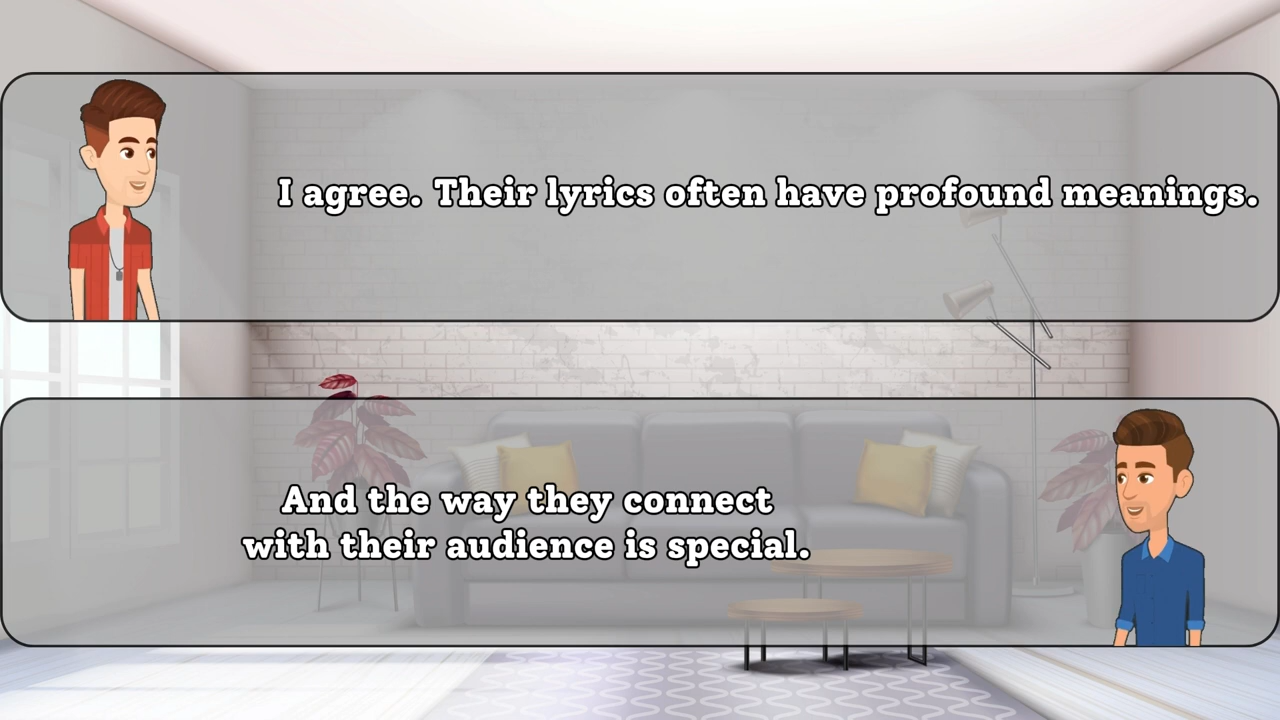 I agree. Their lyrics often have profound meanings.
And the way they connect
with their audience is special.